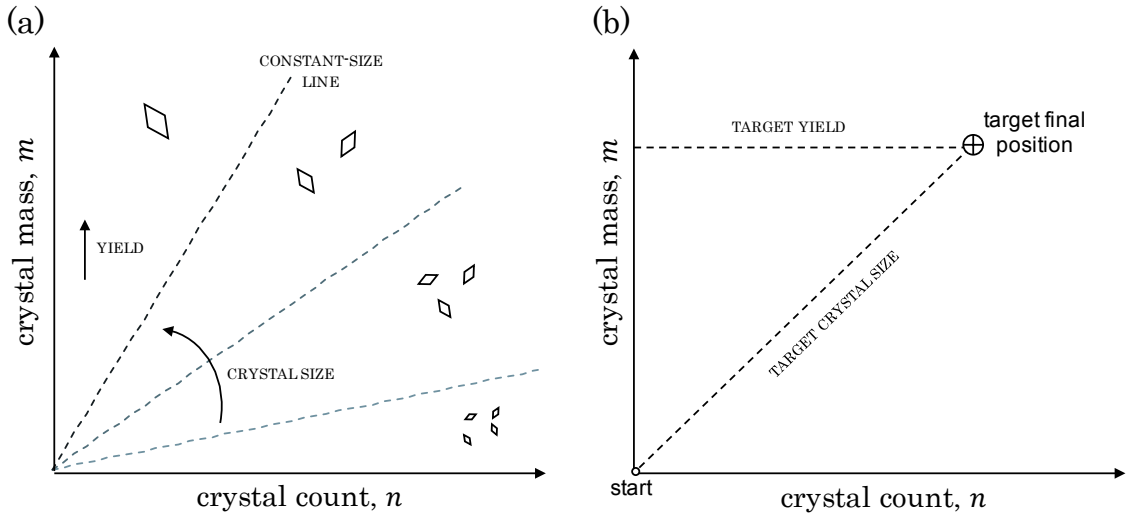 (a)
CONSTANT-SIZE
LINE
YIELD
CRYSTAL SIZE
crystal mass, m
crystal count, n
(b)
TARGET YIELD
target final
position
TARGET CRYSTAL SIZE
crystal mass, m
start
crystal count, n